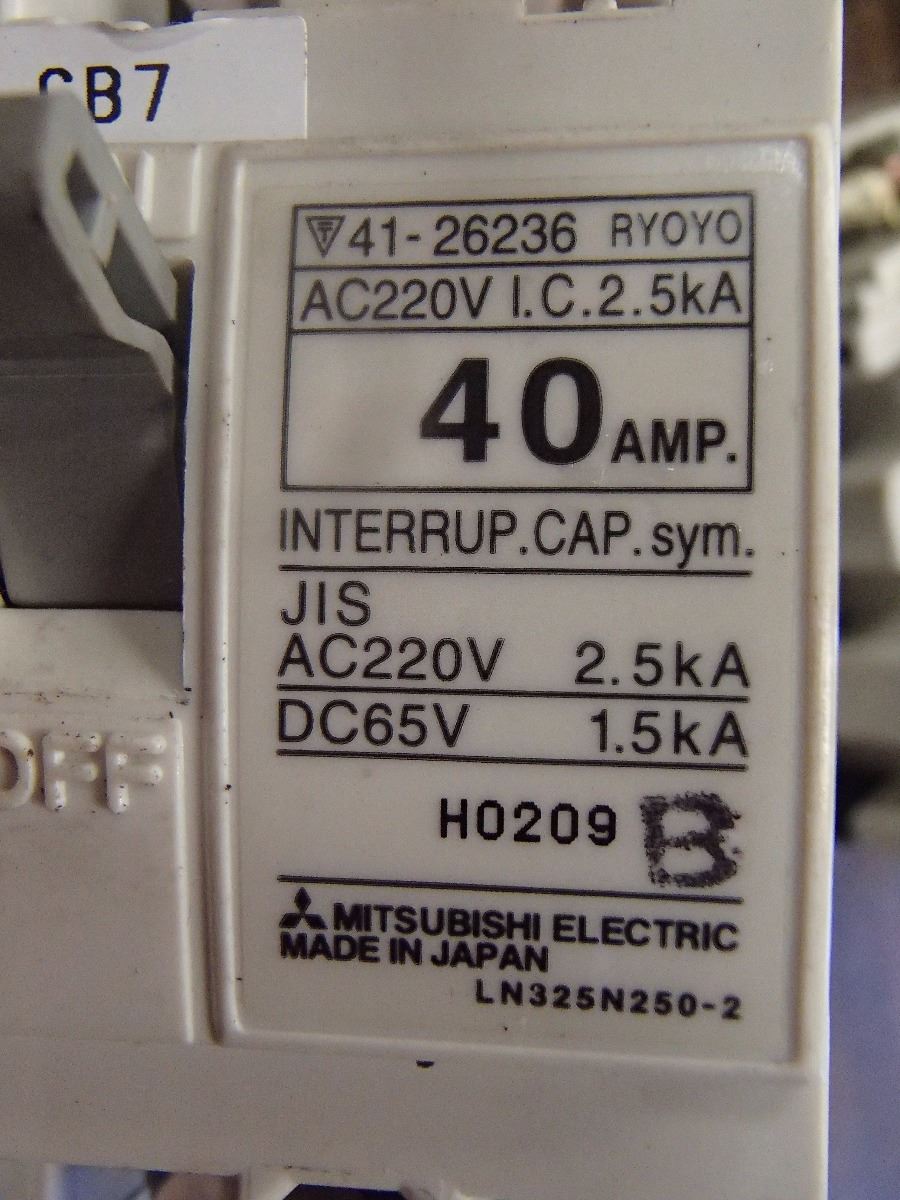 CB7
41-26236 RYOYO
AC220V I.C.2.5kA
40 AMP.
INTERRUP.CAP.sym.
JIS
AC220V 2.5kA
DC65V 1.5kA
OFF
H0209 B
MITSUBISHI ELECTRIC
MADE IN JAPAN
LN325N250-2